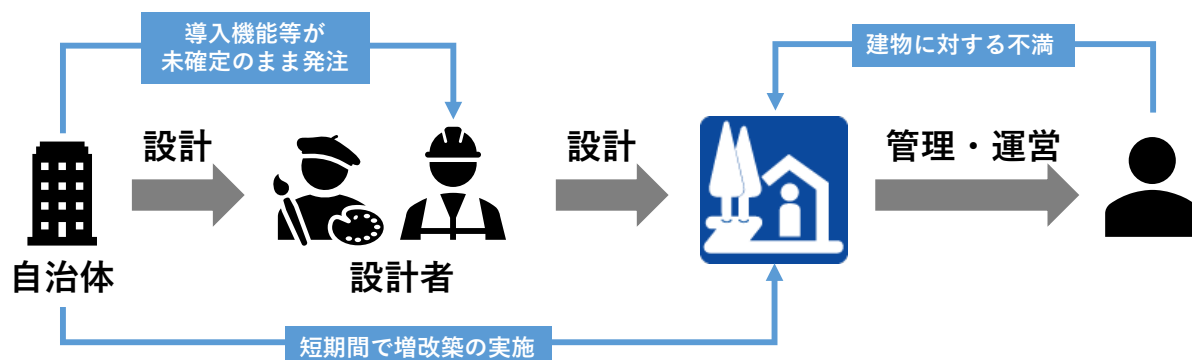 導入機能等が
未確定のまま発注
建物に対する不満
設計
設計
管理・運営
自治体
設計者
短期間で増改築の実施